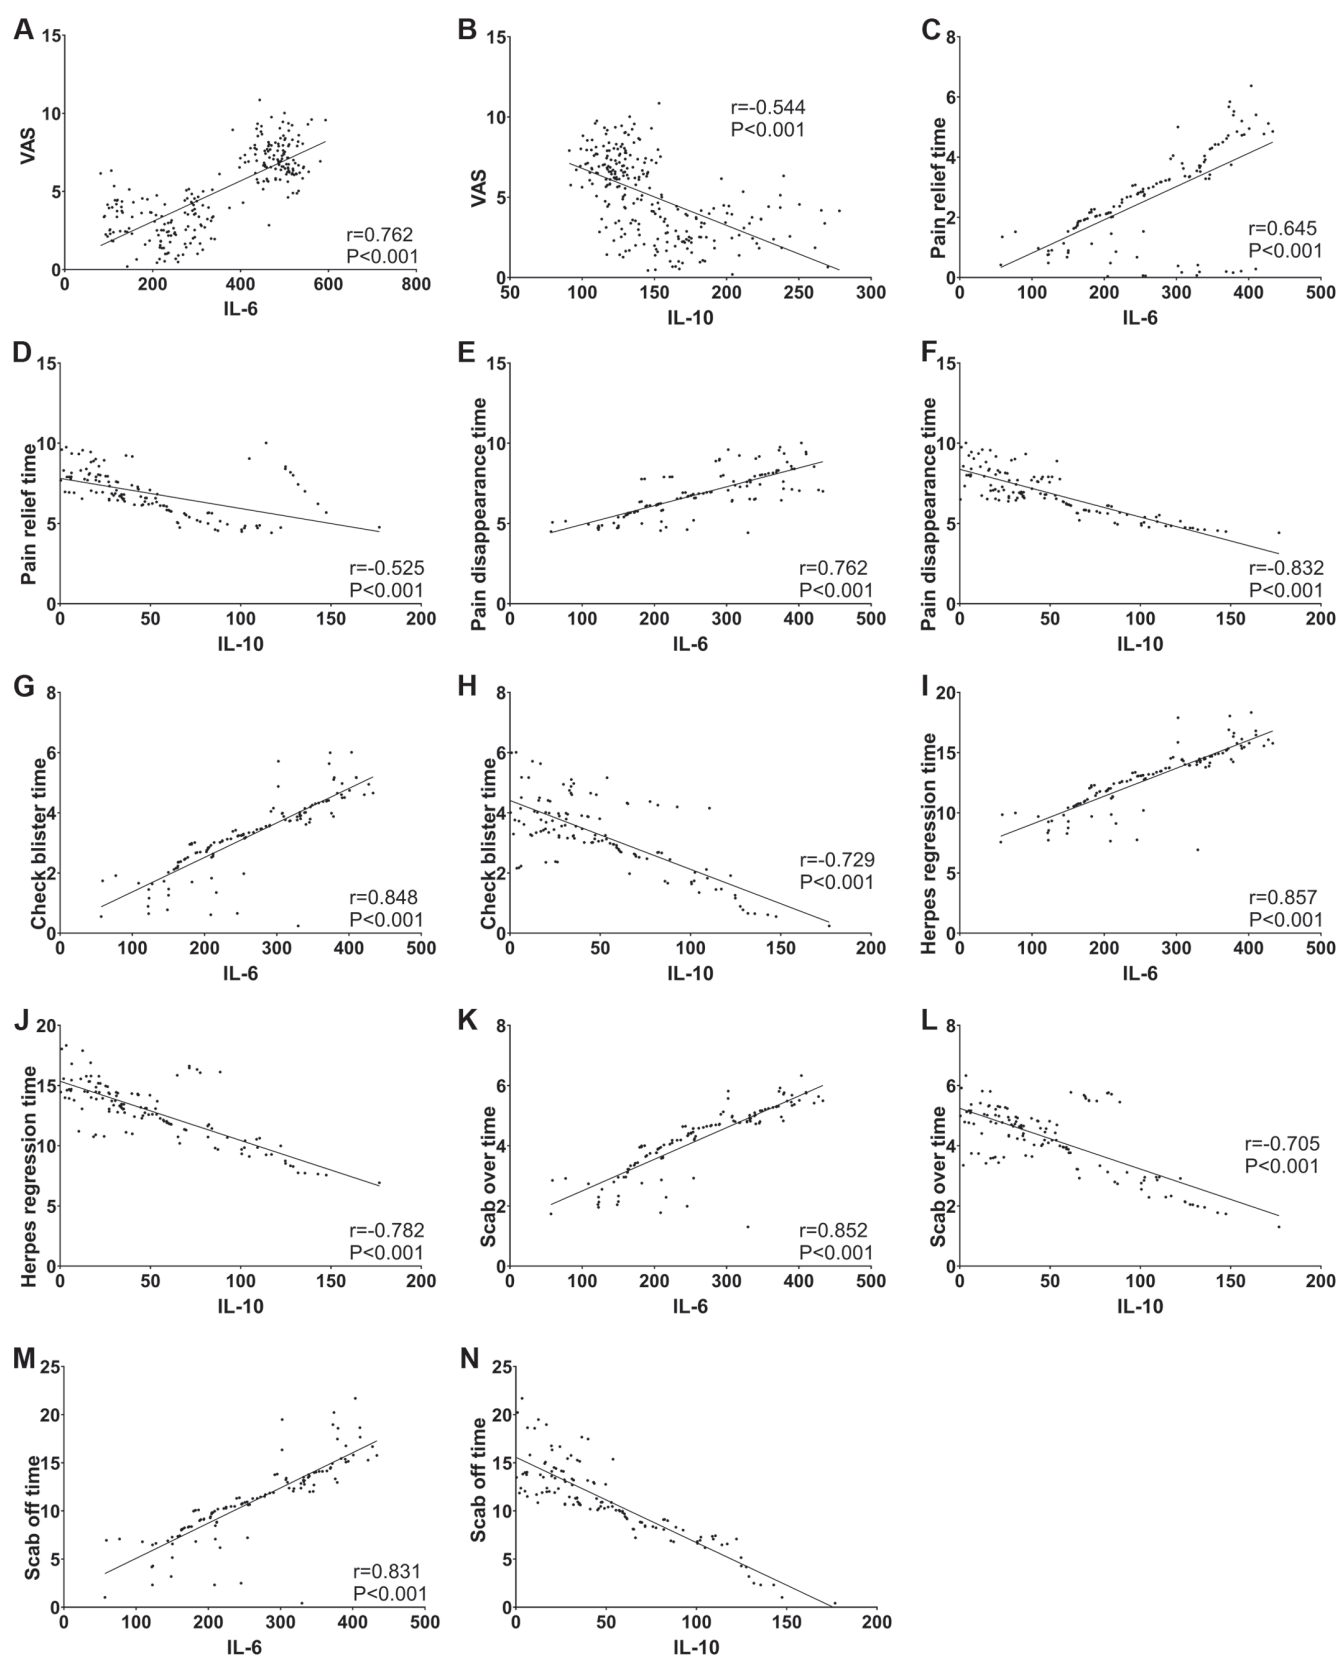 A
VAS
15
10
5
0
0 200 400 600 800
IL-6
r=0.762
P<0.001
B
VAS
15
10
5
0
50 100 150 200 250 300
IL-10
r=-0.544
P<0.001
C
Pain relief time
8
6
4
2
0
0 100 200 300 400 500
IL-6
r=0.645
P<0.001
D
Pain relief time
15
10
5
0
0 50 100 150 200
IL-10
r=-0.525
P<0.001
E
Pain disappearance time
15
10
5
0
0 100 200 300 400 500
IL-6
r=0.762
P<0.001
F
Pain disappearance time
15
10
5
0
0 50 100 150 200
IL-10
r=-0.832
P<0.001
G
Check blister time
8
6
4
2
0
0 100 200 300 400 500
IL-6
r=0.848
P<0.001
H
Check blister time
8
6
4
2
0
0 50 100 150 200
IL-10
r=-0.729
P<0.001
I
Herpes regression time
20
15
10
5
0
0 100 200 300 400 500
IL-6
r=0.857
P<0.001
J
Herpes regression time
20
15
10
5
0
0 50 100 150 200
IL-10
r=-0.782
P<0.001
K
Scab over time
8
6
4
2
0
0 100 200 300 400 500
IL-6
r=0.852
P<0.001
L
Scab over time
8
6
4
2
0
0 50 100 150 200
IL-10
r=-0.705
P<0.001
M
Scab off time
25
20
15
10
5
0
0 100 200 300 400 500
IL-6
r=0.831
P<0.001
N
Scab off time
25
20
15
10
5
0
0 50 100 150 200
IL-10